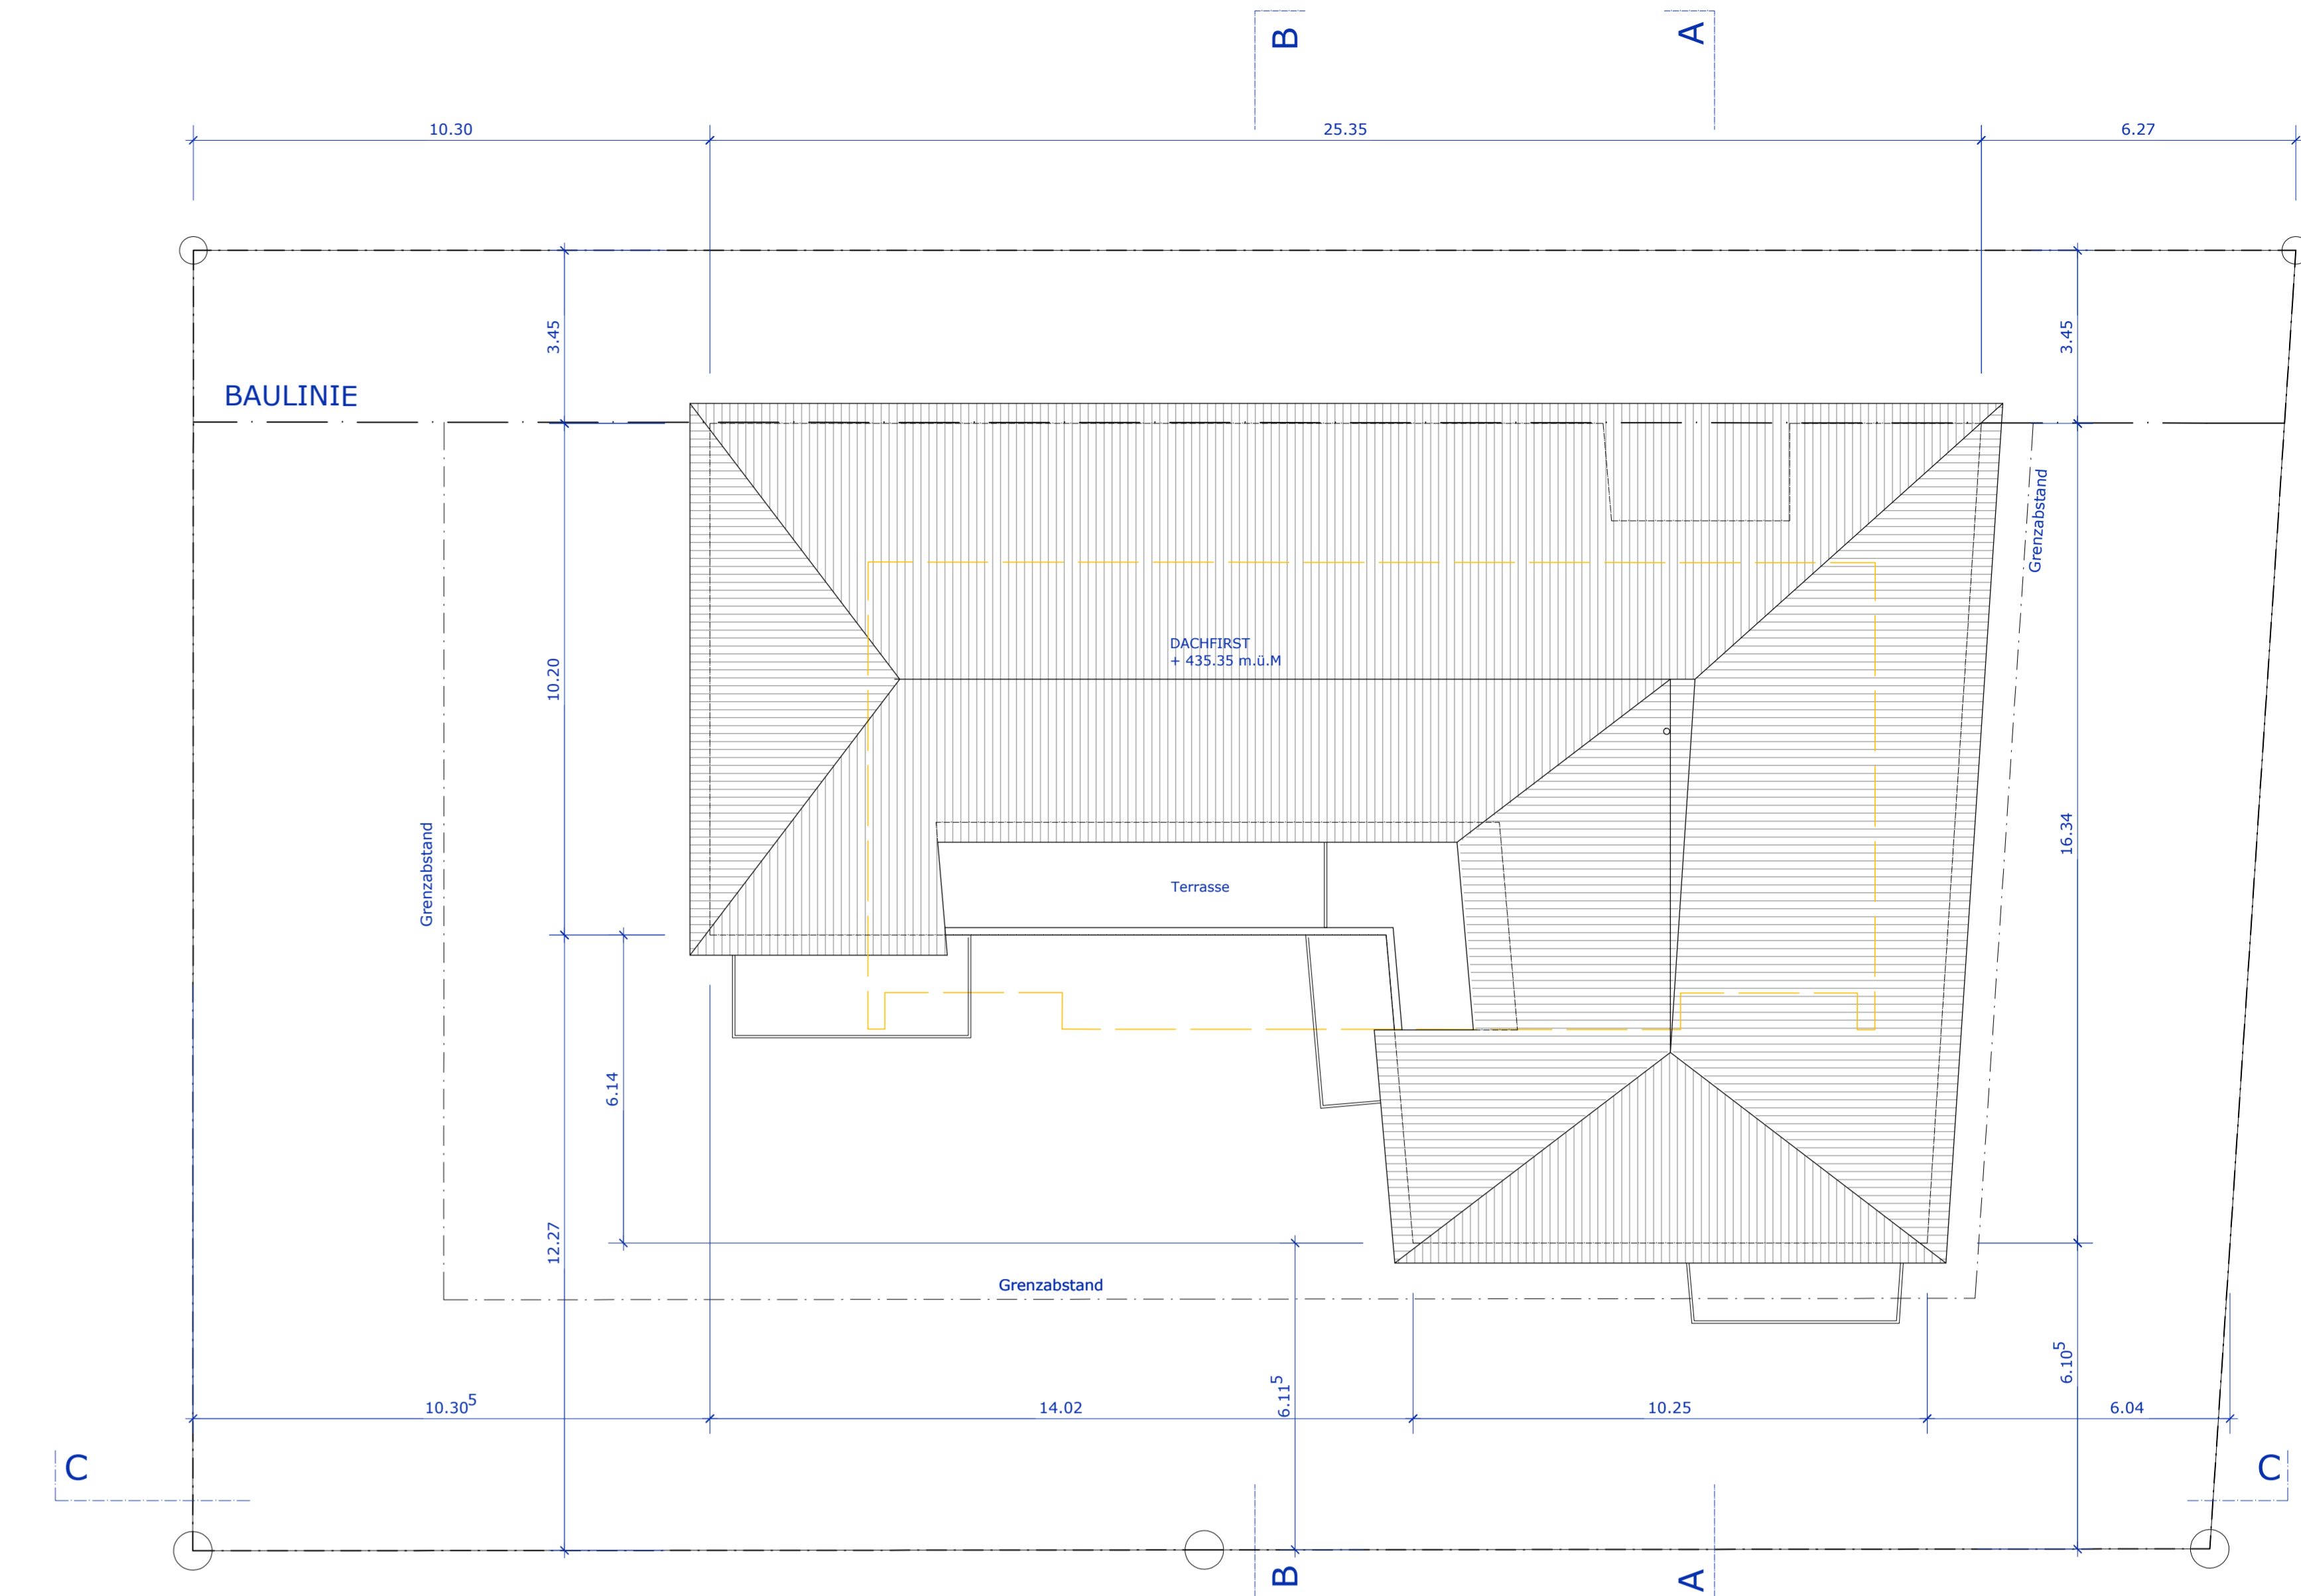 B
A
10.30
25.35
6.27
3.45
3.45
BAULINIE
Grenzabstand
DACHFIRST
+ 435.35 m.ü.M
10.20
16.34
Grenzabstand
Terrasse
6.14
12.27
Grenzabstand
6.11⁵
6.10⁵
10.30⁵
14.02
10.25
6.04
C
C
B
A